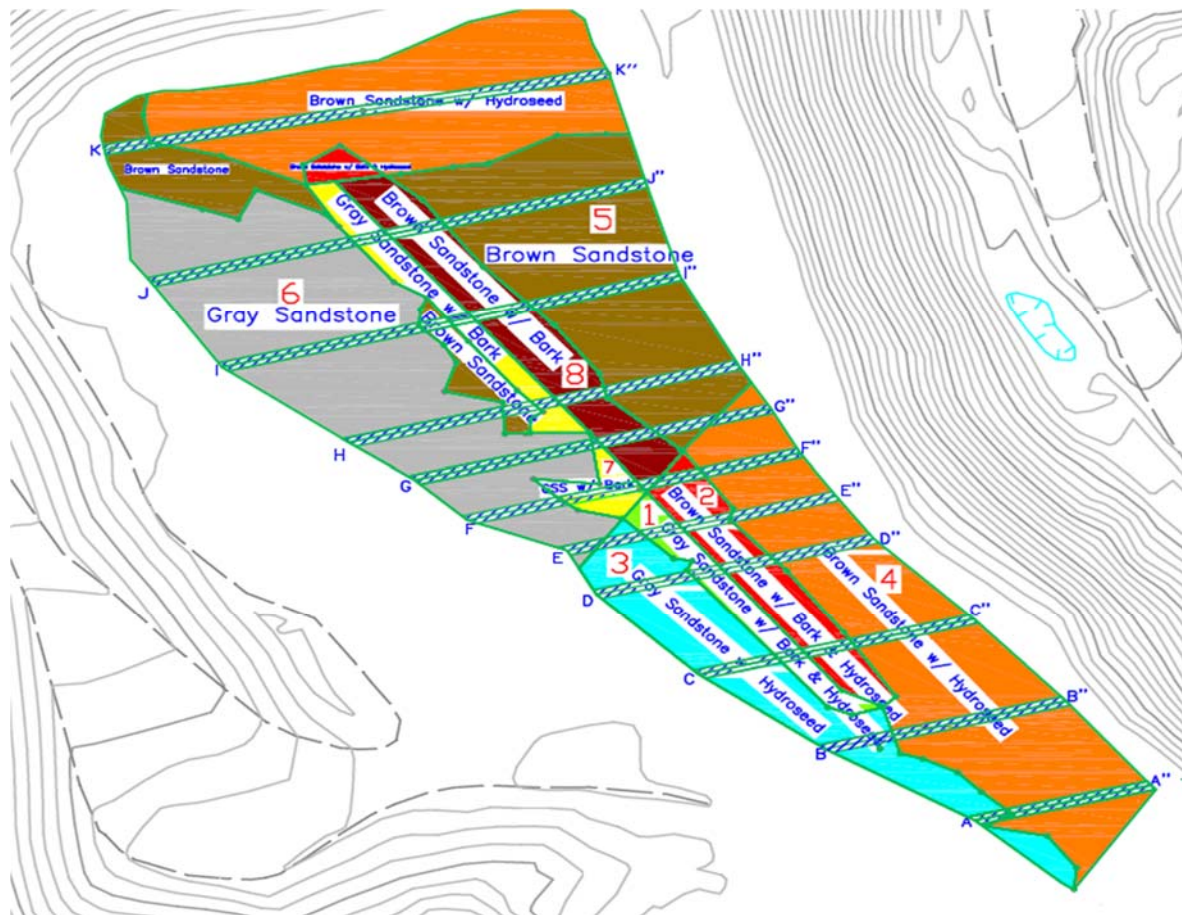 K"
Brown Sandstone w/ Hydroseed
K
Brown Sandstone
J"
5
Brown Sandstone
Gray Sandstone w/ Bark
Brown Sandstone w/ Bark
I"
J
6
Gray Sandstone
Brown Sandstone
8
H"
I
G"
H
F"
7
GSS w/ Bark
G
E"
2
1
F
D"
Brown Sandstone w/ Bark & Hydroseed
Gray Sandstone w/ Bark & Hydroseed
E
3
4
Brown Sandstone w/ Hydroseed
D
Gray Sandstone w/ Hydroseed
C"
C
B"
B
A"
A